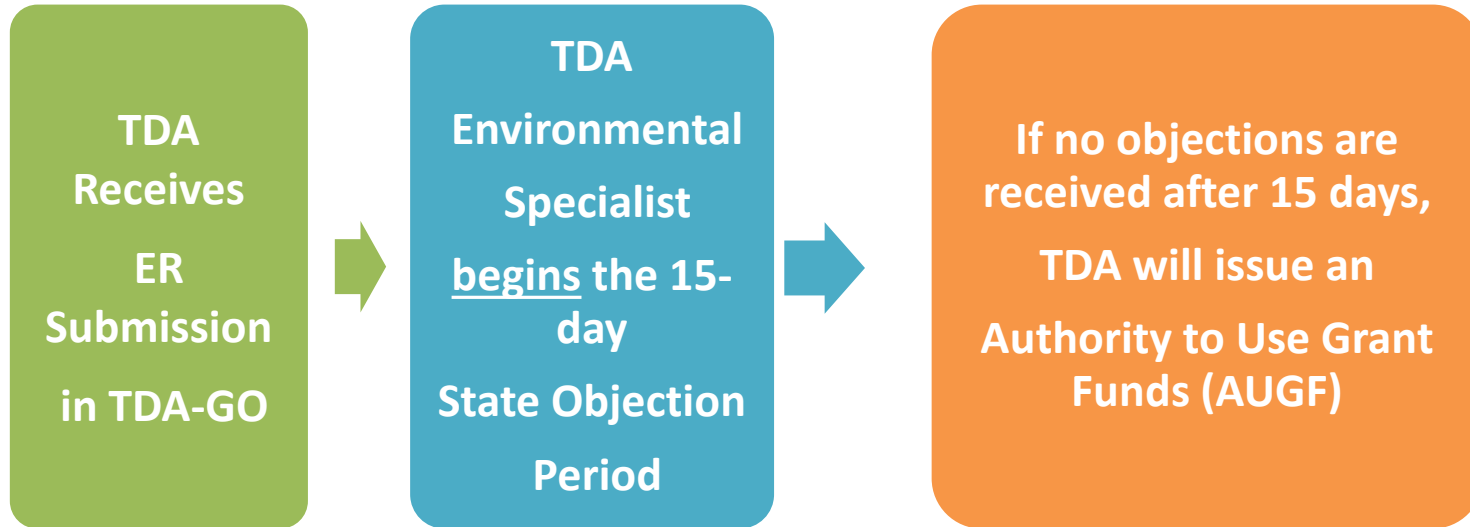 TDA
Receives
ER
Submission
in TDA-GO
TDA
Environmental
Specialist
begins the 15-
day
State Objection
Period
If no objections are
received after 15 days,
TDA will issue an
Authority to Use Grant
Funds (AUGF)